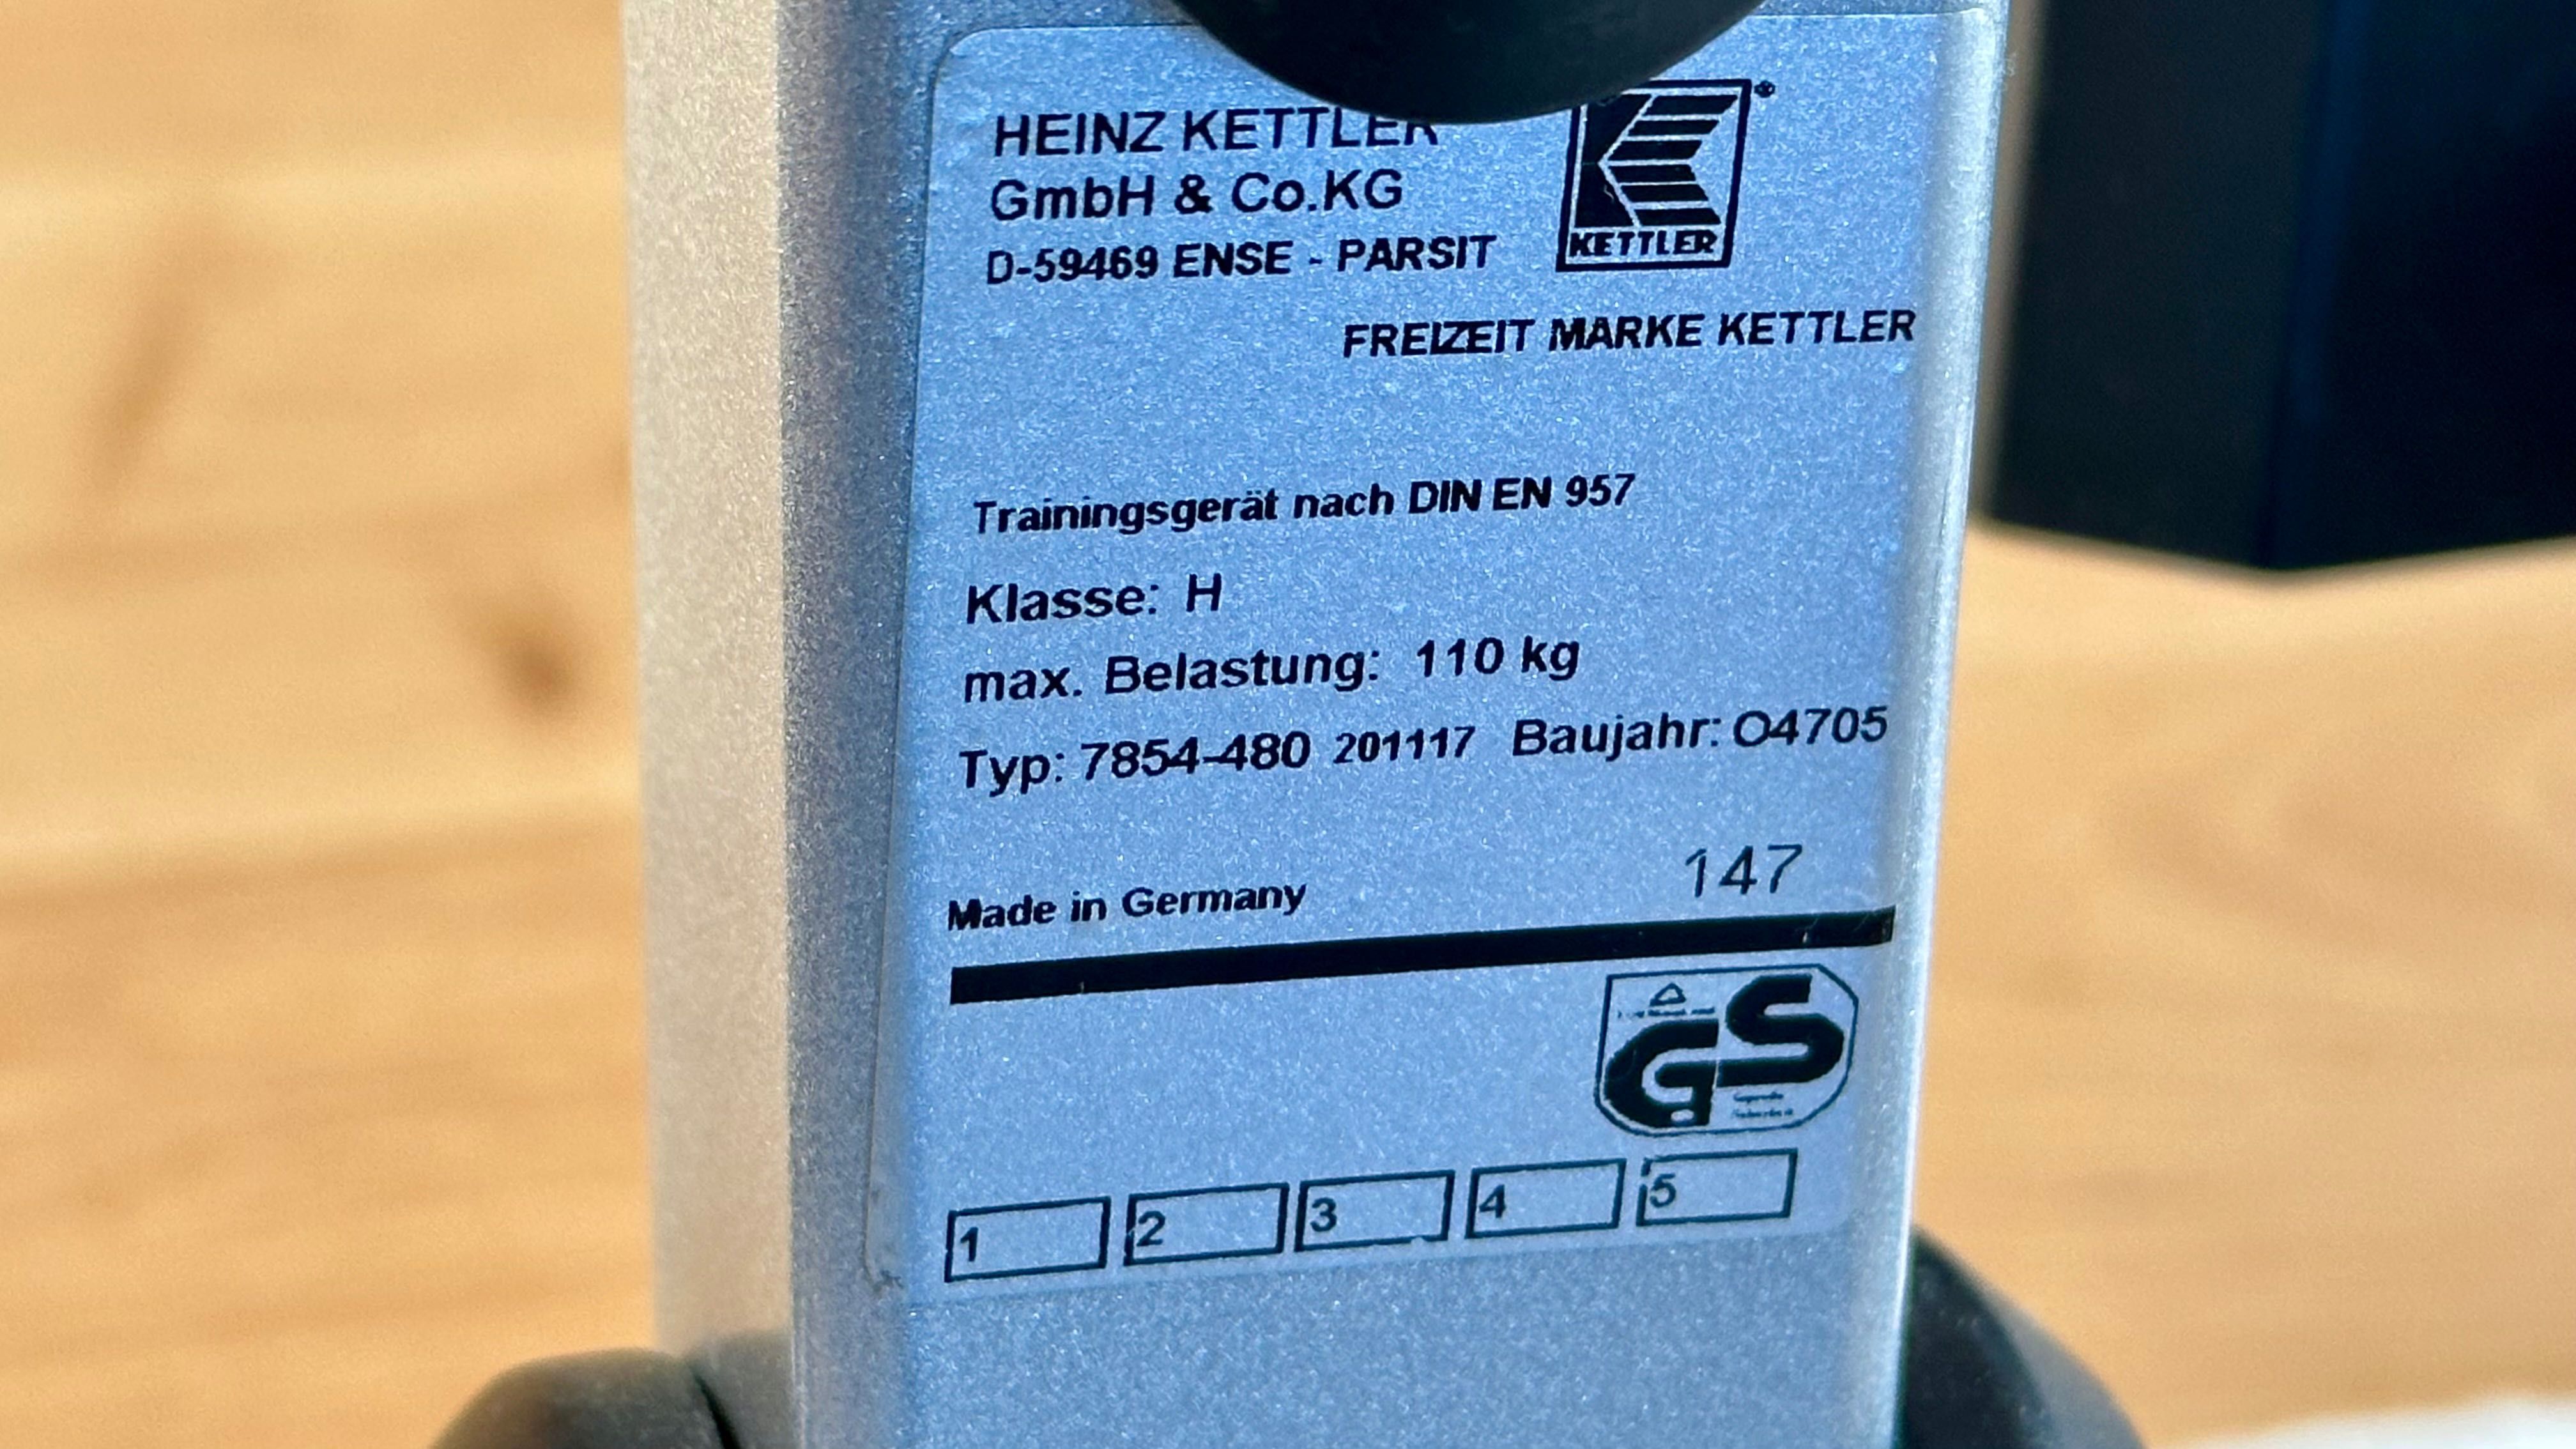 HEINZ KETTLER
GmbH & Co.KG
D-59469 ENSE - PARSIT
KETTLER
FREIZEIT MARKE KETTLER
Trainingsgerät nach DIN EN 957
Klasse: H
max. Belastung: 110 kg
Typ: 7854-480 201117 Baujahr: O4705
147
Made in Germany
GS
1 2 3 4 5